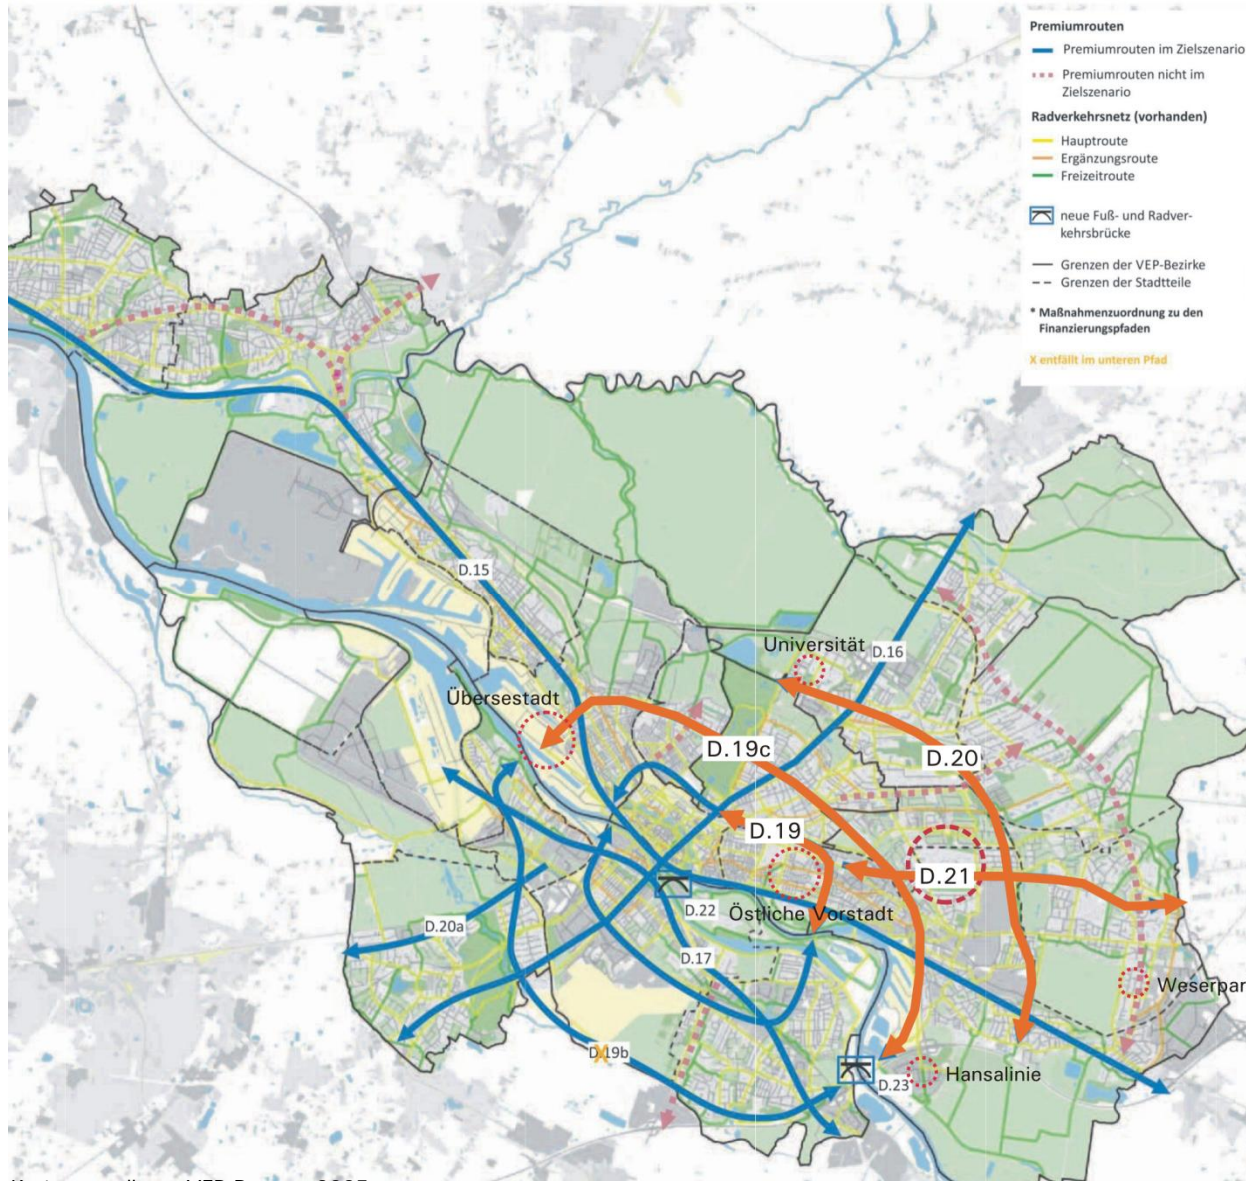 Premiumrouten
Premiumrouten im Zielszenario
Premiumrouten nicht im
Zielszenario
Radverkehrsnetz (vorhanden)
Hauptroute
Ergänzungsroute
Freizeitroute
neue Fuß- und Radver-
kehrsbrücke
Grenzen der VEP-Bezirke
Grenzen der Stadtteile
* Maßnahmenzuordnung zu den
Finanzierungspfaden
X entfällt im unteren Pfad
D.15
Universität
D.16
Übersestadt
D.19c
D.20
D.19
D.21
D.22
Östliche Vorstadt
D.20a
D.17
Weserpar
D.19b
X
D.23
Hansalinie